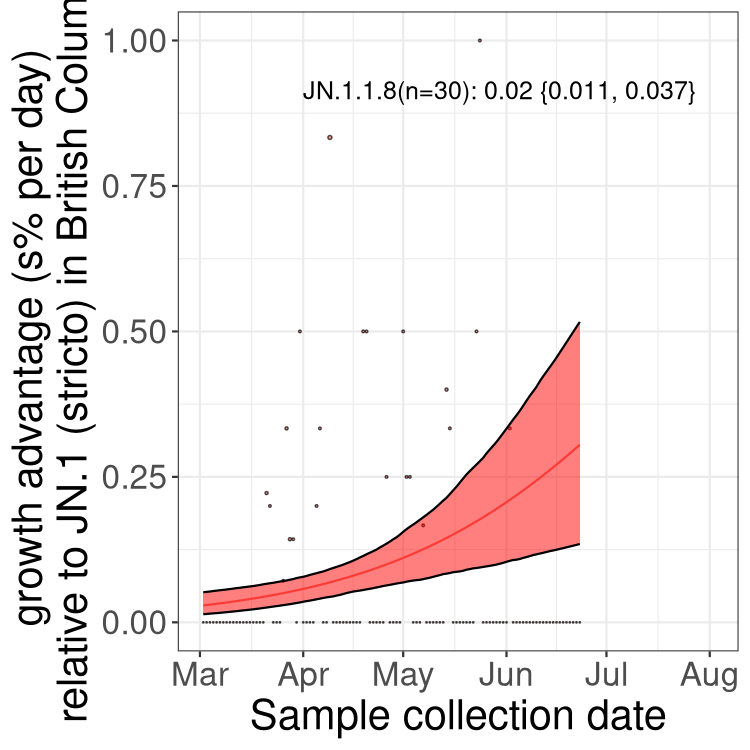 growth advantage (s% per day)
relative to JN.1 (stricto) in British Colum
1.00
0.75
0.50
0.25
0.00
JN.1.1.8(n=30): 0.02 {0.011, 0.037}
Mar Apr May Jun Jul Aug
Sample collection date